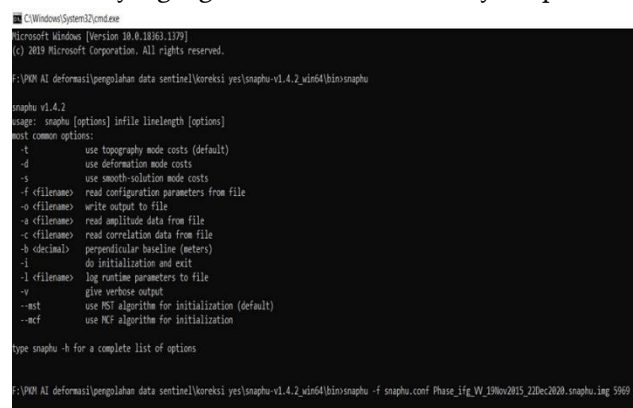 C:\Windows\System32\cmd.exe
Microsoft Windows [Version 10.0.18363.1379]
(c) 2019 Microsoft Corporation. All rights reserved.
F:\PKM AI deformasi\pengolahan data sentinel\koreksi yes\snaphu-v1.4.2_win64\bin>snaphu
snaphu v1.4.2
usage: snaphu [options] infile linelength [options]
most common options:
-t use topography mode costs (default)
-d use deformation mode costs
-s use smooth-solution mode costs
-f <filename> read configuration parameters from file
-o <filename> write output to file
-a <filename> read amplitude data from file
-c <filename> read correlation data from file
-b <decimal> perpendicular baseline (meters)
-i do initialization and exit
-l <filename> log runtime parameters to file
-v give verbose output
--mst use MST algorithm for initialization (default)
--mcf use MCF algorithm for initialization
type snaphu -h for a complete list of options
F:\PKM AI deformasi\pengolahan data sentinel\koreksi yes\snaphu-v1.4.2_win64\bin>snaphu -f snaphu.conf Phase_ifg_VV_19Nov2015_22Dec2020.snaphu.img 5969